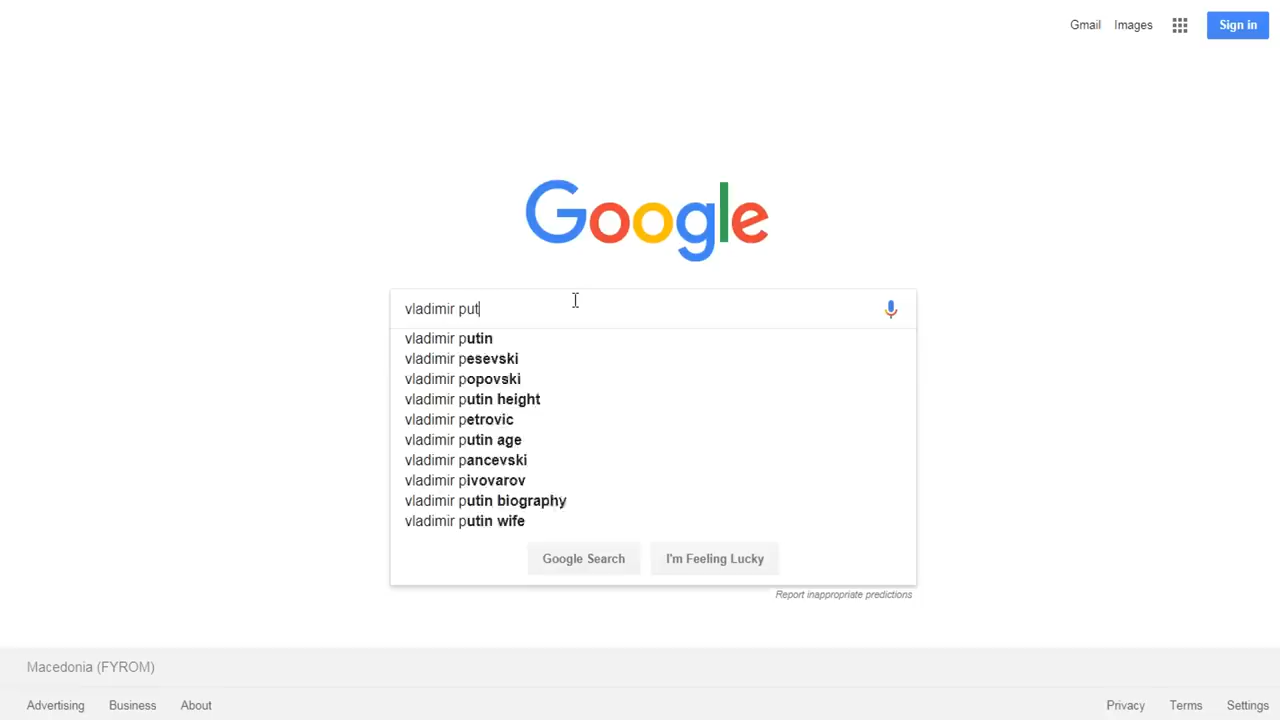 Gmail Images Sign in
Google
vladimir put
vladimir putin
vladimir pesevski
vladimir popovski
vladimir putin height
vladimir petrovic
vladimir putin age
vladimir pancevski
vladimir pivovarov
vladimir putin biography
vladimir putin wife
Google Search I'm Feeling Lucky
Report inappropriate predictions
Macedonia (FYROM)
Advertising Business About Privacy Terms Settings